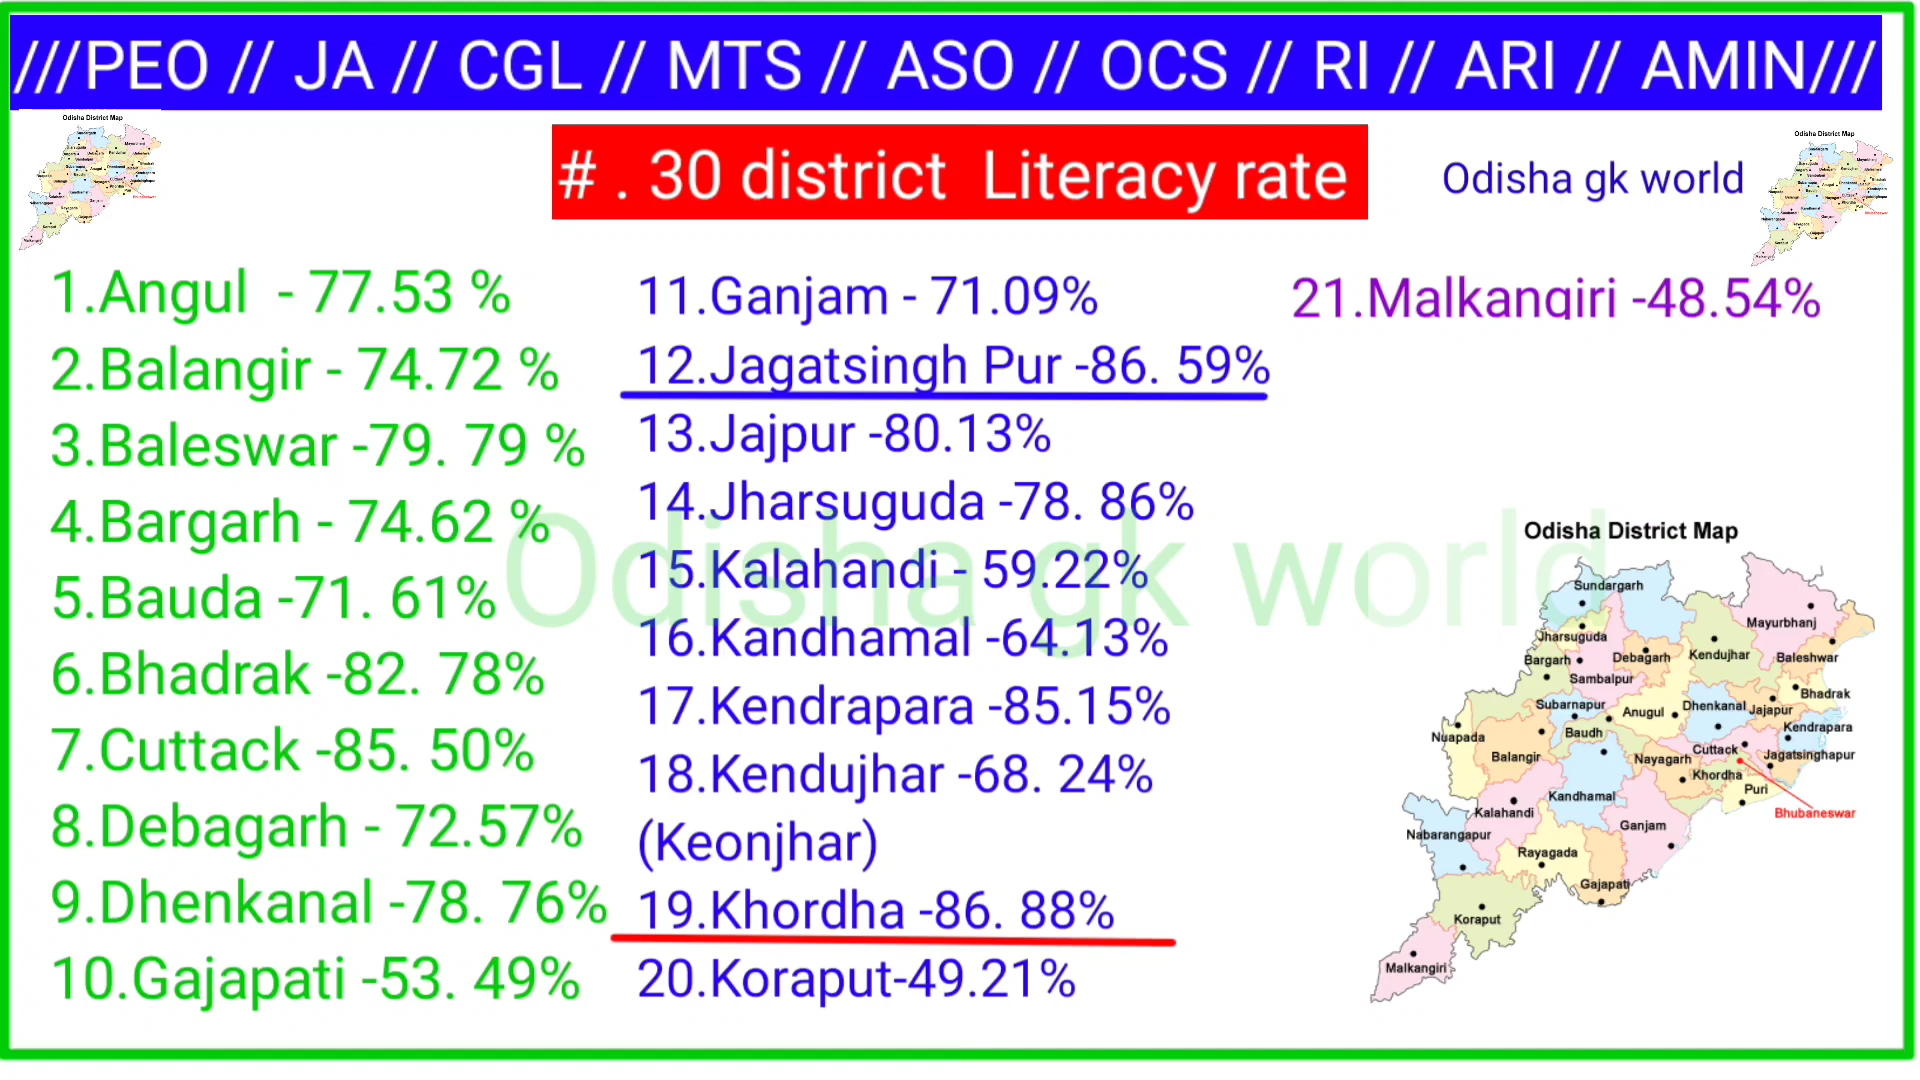 ///PEO // JA // CGL // MTS // ASO // OCS // RI // ARI // AMIN///
Odisha District Map
# . 30 district Literacy rate
Odisha gk world
Odisha District Map
1.Angul - 77.53 %
2.Balangir - 74.72 %
3.Baleswar -79. 79 %
4.Bargarh - 74.62 %
5.Bauda -71. 61%
6.Bhadrak -82. 78%
7.Cuttack -85. 50%
8.Debagarh - 72.57%
9.Dhenkanal -78. 76%
10.Gajapati -53. 49%
11.Ganjam - 71.09%
12.Jagatsingh Pur -86. 59%
13.Jajpur -80.13%
14.Jharsuguda -78. 86%
15.Kalahandi - 59.22%
16.Kandhamal -64.13%
17.Kendrapara -85.15%
18.Kendujhar -68. 24%
(Keonjhar)
19.Khordha -86. 88%
20.Koraput-49.21%
21.Malkangiri -48.54%
Odisha gk world
Odisha District Map
Sundargarh
Mayurbhanj
Jharsuguda
Kendujhar
Baleshwar
Bargarh
Debagarh
Sambalpur
Bhadrak
Subarnapur
Anugul
Dhenkanal
Jajapur
Kendrapara
Nuapada
Baudh
Balangir
Cuttack
Jagatsinghapur
Nayagarh
Khordha
Puri
Kandhamal
Bhubaneswar
Kalahandi
Ganjam
Nabarangapur
Rayagada
Gajapati
Koraput
Malkangiri